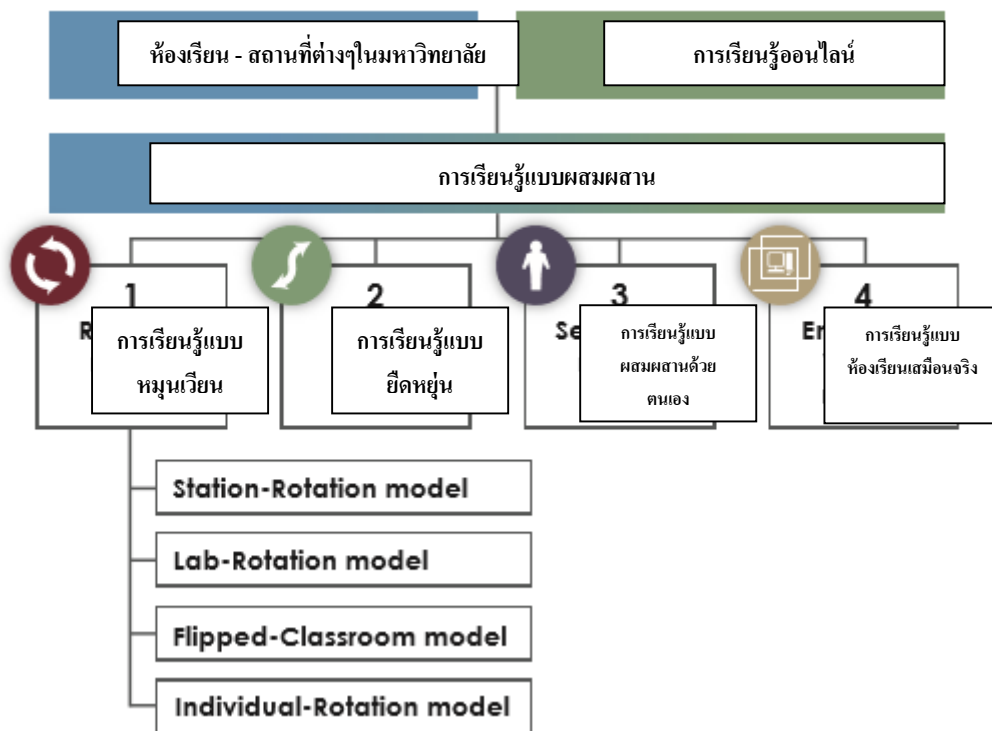 ห้องเรียน - สถานที่ต่างๆในมหาวิทยาลัย
การเรียนรู้ออนไลน์
การเรียนรู้แบบผสมผสาน
1
การเรียนรู้แบบ
หมุนเวียน
2
การเรียนรู้แบบ
ยืดหยุ่น
3
การเรียนรู้แบบ
ผสมผสานด้วย
ตนเอง
4
การเรียนรู้แบบ
ห้องเรียนเสมือนจริง
Station-Rotation model
Lab-Rotation model
Flipped-Classroom model
Individual-Rotation model